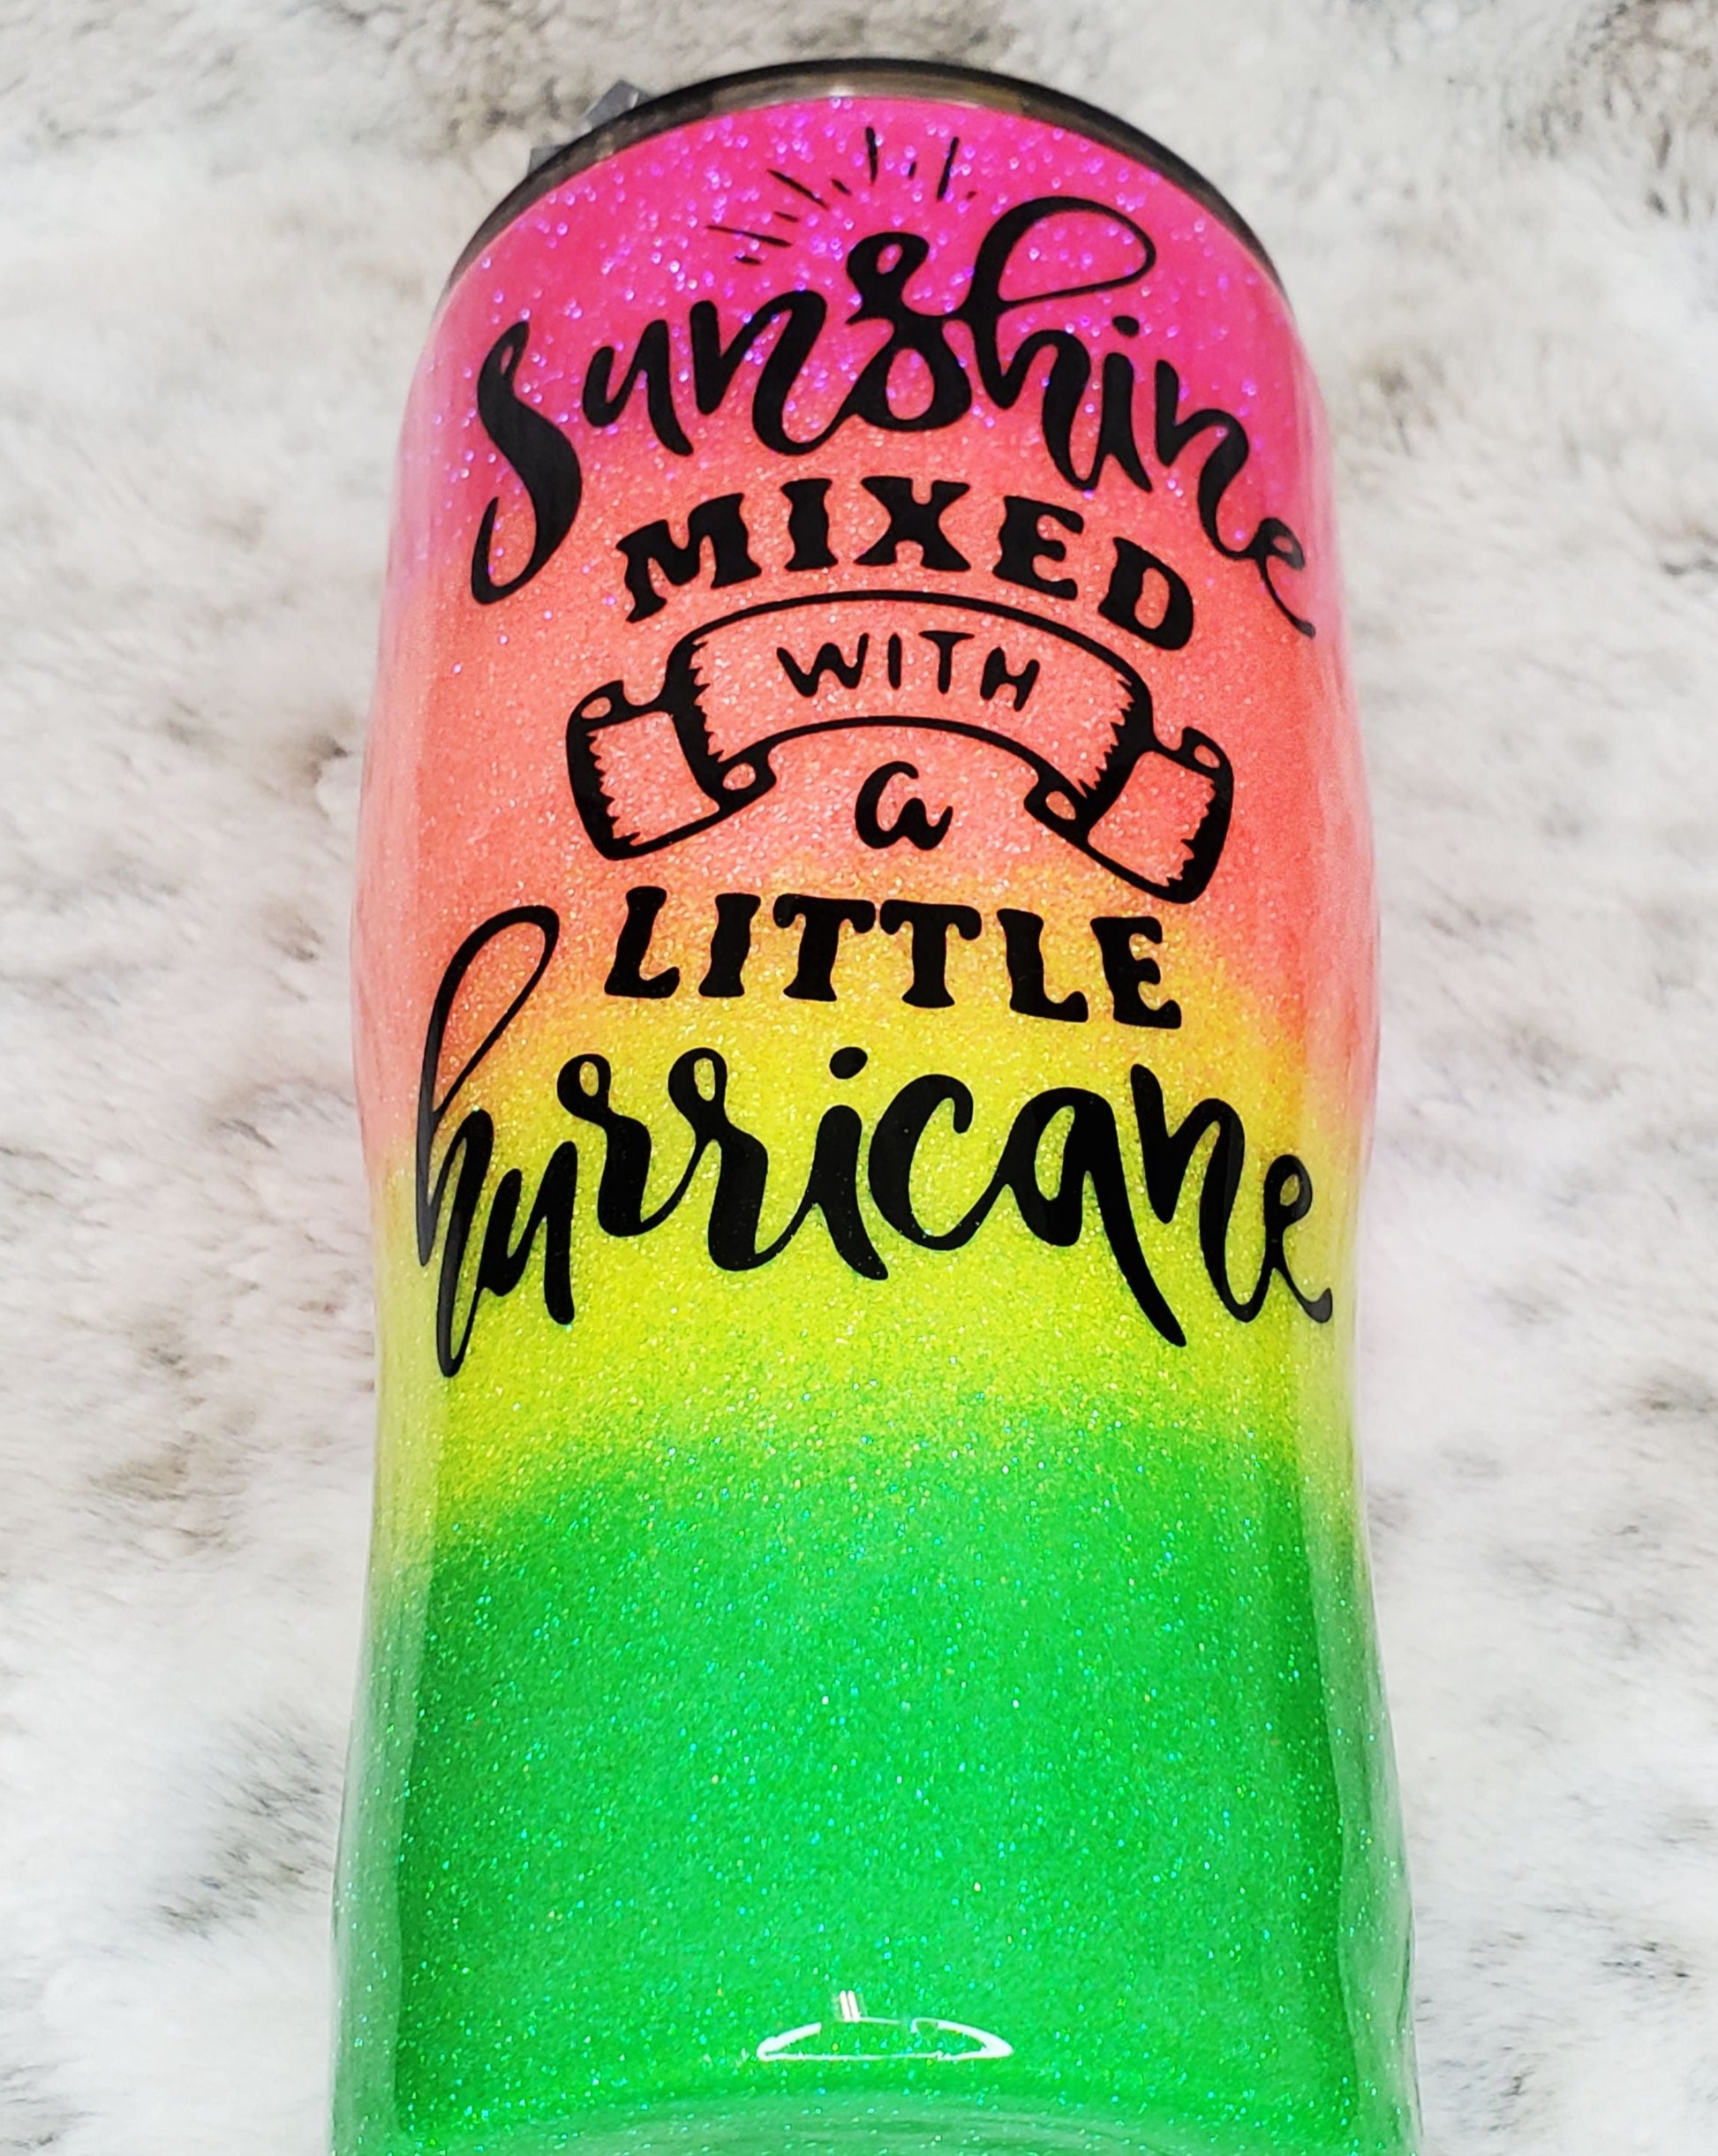 Sunshine
MIXED
WITH
a
LITTLE
hurricane